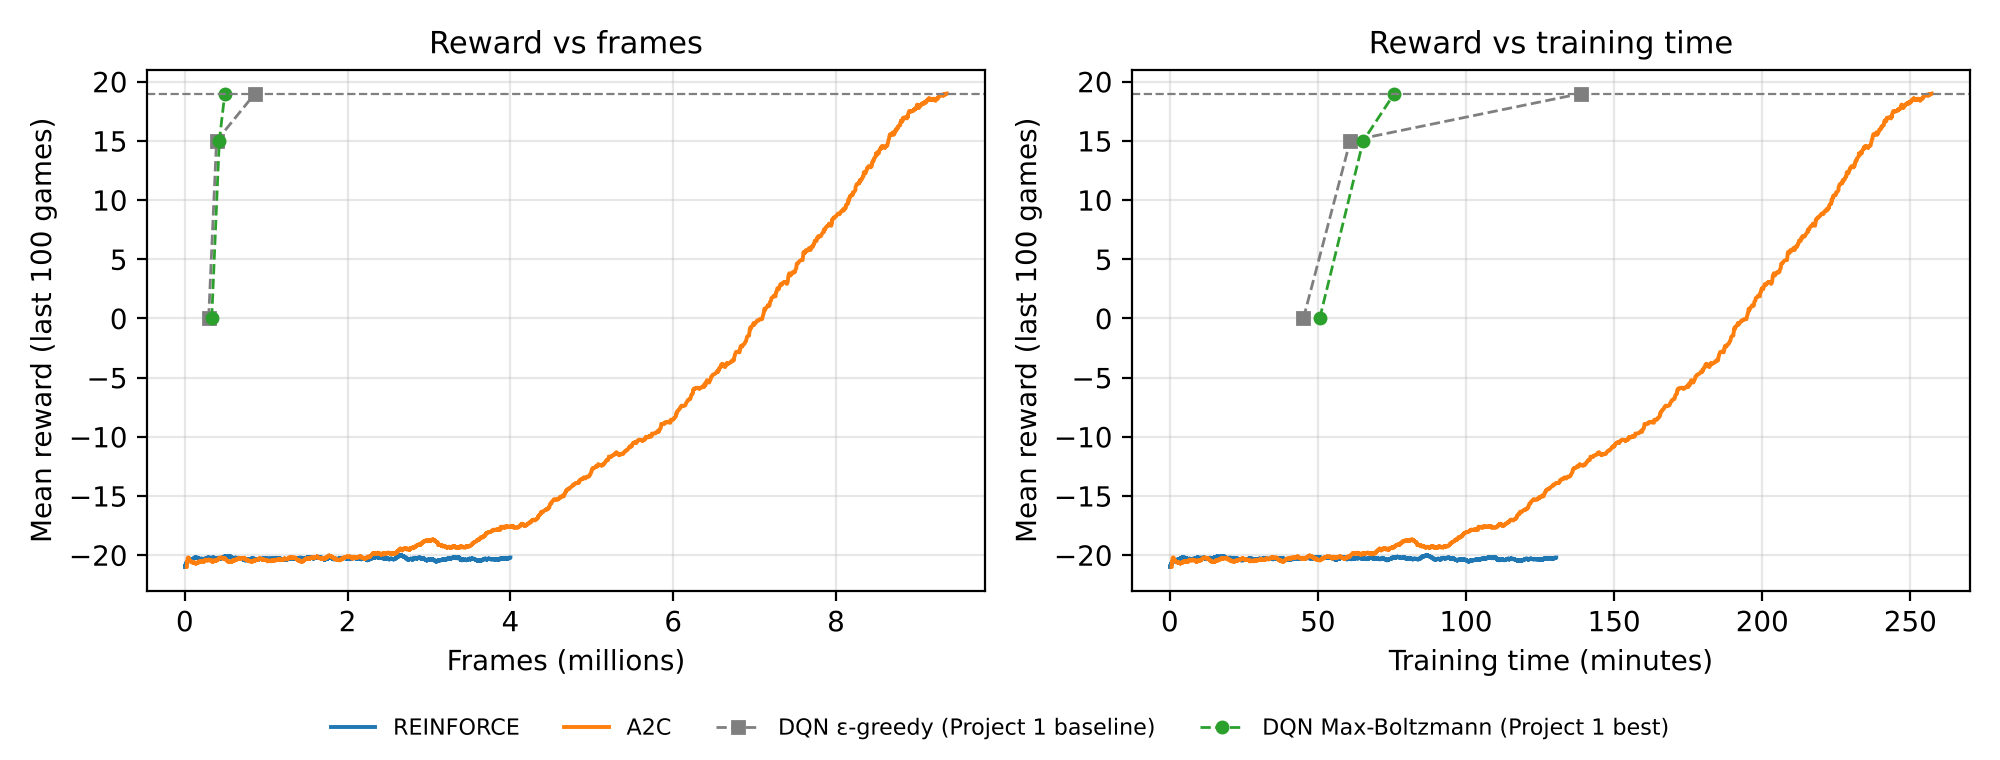 Reward vs frames
Mean reward (last 100 games)
20
15
10
5
0
−5
−10
−15
−20
0 2 4 6 8
Frames (millions)
Reward vs training time
Mean reward (last 100 games)
20
15
10
5
0
−5
−10
−15
−20
0 50 100 150 200 250
Training time (minutes)
REINFORCE A2C DQN ε-greedy (Project 1 baseline) DQN Max-Boltzmann (Project 1 best)